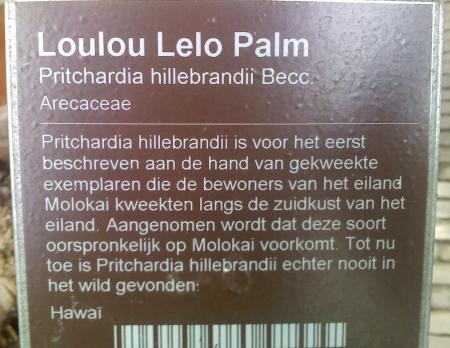 Loulou Lelo Palm
Pritchardia hillebrandii Becc.
Arecaceae
Pritchardia hillebrandii is voor het eerst
beschreven aan de hand van gekweekte
exemplaren die de bewoners van het eiland
Molokai kweekten langs de zuidkust van het
eiland. Aangenomen wordt dat deze soort
oorspronkelijk op Molokai voorkomt. Tot nu
toe is Pritchardia hillebrandii echter nooit in
het wild gevonden.
Hawaï